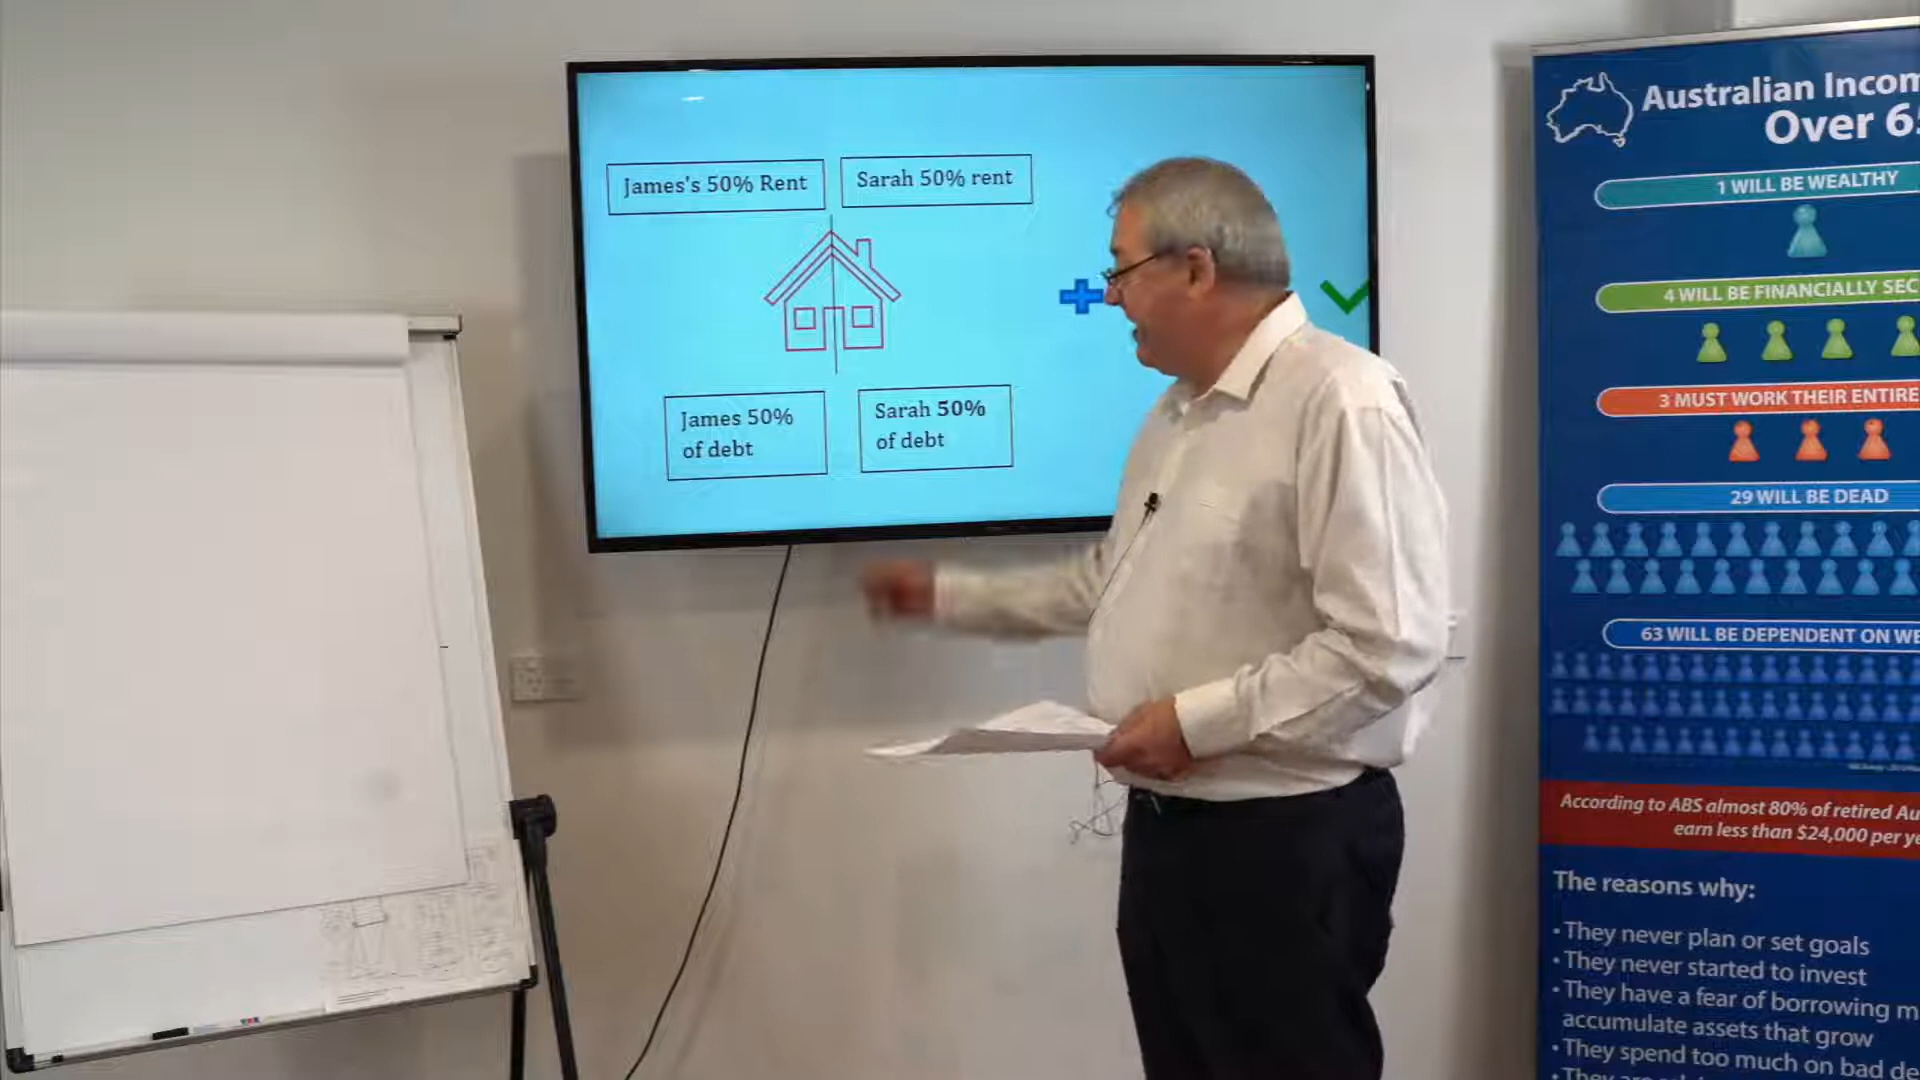 James's 50% Rent
Sarah 50% rent
James 50%
of debt
Sarah 50%
of debt
Australian Incom
Over 65
1 WILL BE WEALTHY
4 WILL BE FINANCIALLY SEC
3 MUST WORK THEIR ENTIRE
29 WILL BE DEAD
63 WILL BE DEPENDENT ON WE
According to ABS almost 80% of retired Au
earn less than $24,000 per ye
The reasons why:
• They never plan or set goals
• They never started to invest
• They have a fear of borrowing m
accumulate assets that grow
• They spend too much on bad de
• They